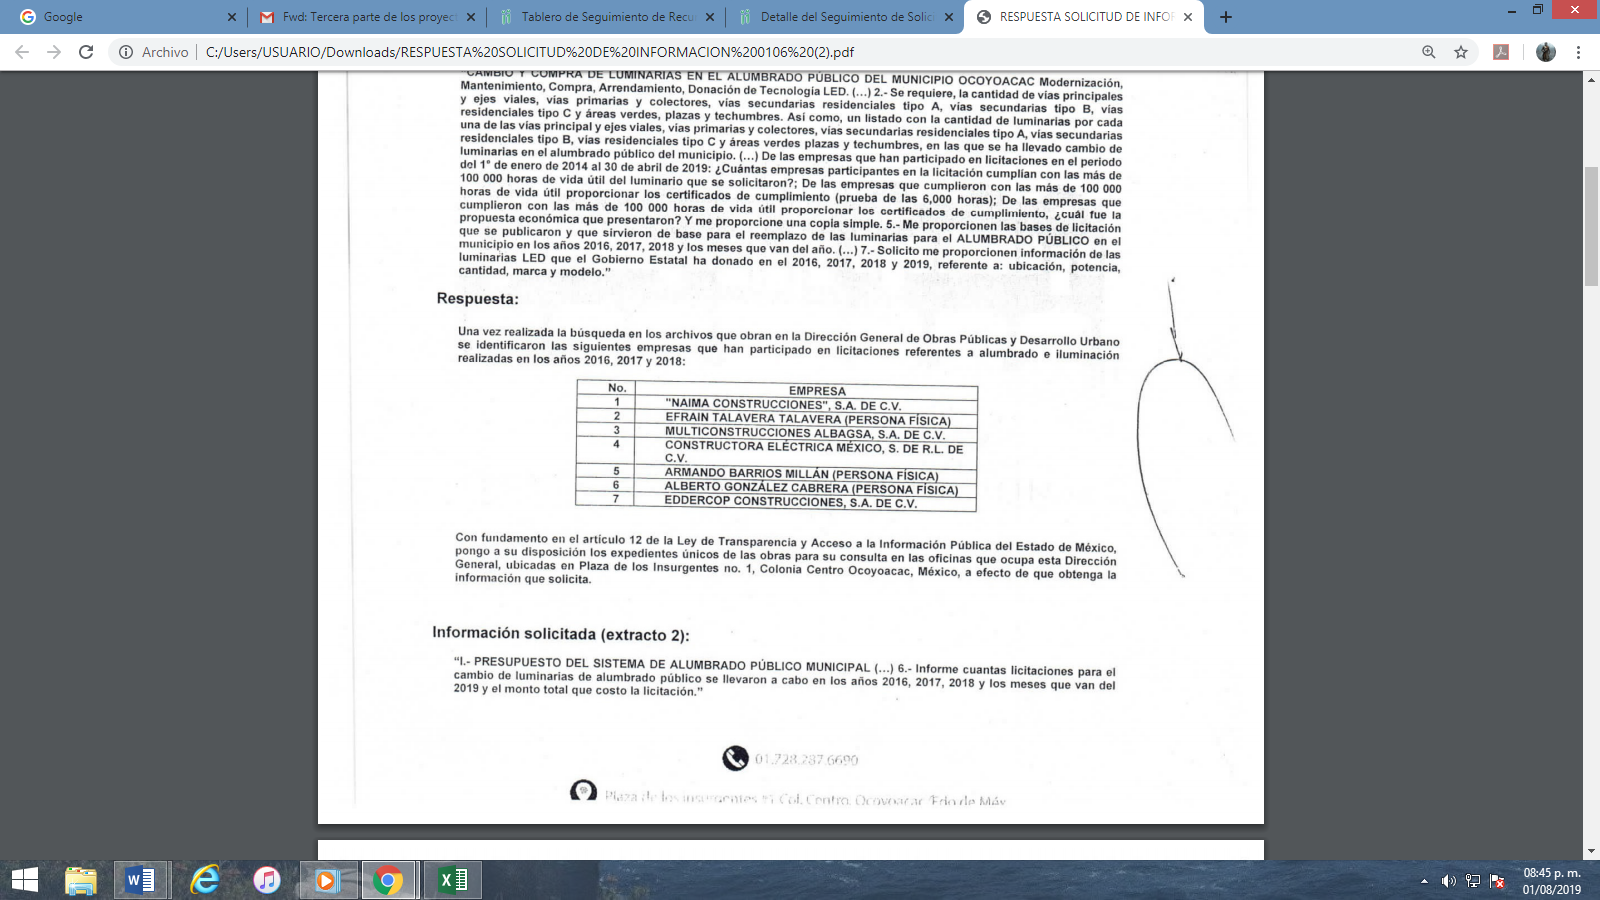 Google
Fwd: Tercera parte de los proyec
Tablero de Seguimiento de Recu
Detalle del Seguimiento de Solic
RESPUESTA SOLICITUD DE INFOR
Archivo
C:/Users/USUARIO/Downloads/RESPUESTA%20SOLICITUD%20DE%20INFORMACION%200106%20(2).pdf
"CAMBIO Y COMPRA DE LUMINARIAS EN EL ALUMBRADO PÚBLICO DEL MUNICIPIO OCOYOACAC Modernización,
Mantenimiento, Compra, Arrendamiento, Donación de Tecnología LED. (...) 2.- Se requiere, la cantidad de vías principales
y ejes viales, vías primarias y colectores, vías secundarias residenciales tipo A, vías secundarias tipo B, vías
residenciales tipo C y áreas verdes, plazas y techumbres. Así como, un listado con la cantidad de luminarias por cada
una de las vías principal y ejes viales, vías primarias y colectores, vías secundarias residenciales tipo A, vías secundarias
residenciales tipo B, vías residenciales tipo C y áreas verdes plazas y techumbres, en las que se ha llevado cambio de
luminarias en el alumbrado público del municipio. (...) De las empresas que han participado en licitaciones en el periodo
del 1° de enero de 2014 al 30 de abril de 2019: ¿Cuántas empresas participantes en la licitación cumplían con las más de
100 000 horas de vida útil del luminario que se solicitaron?; De las empresas que cumplieron con las más de 100 000
horas de vida útil proporcionar los certificados de cumplimiento (prueba de las 6,000 horas); De las empresas que
cumplieron con las más de 100 000 horas de vida útil proporcionar los certificados de cumplimiento, ¿cuál fue la
propuesta económica que presentaron? Y me proporcione una copia simple. 5.- Me proporcionen las bases de licitación
que se publicaron y que sirvieron de base para el reemplazo de las luminarias para el ALUMBRADO PÚBLICO en el
municipio en los años 2016, 2017, 2018 y los meses que van del año. (...) 7.- Solicito me proporcionen información de las
luminarias LED que el Gobierno Estatal ha donado en el 2016, 2017, 2018 y 2019, referente a: ubicación, potencia,
cantidad, marca y modelo."
Respuesta:
Una vez realizada la búsqueda en los archivos que obran en la Dirección General de Obras Públicas y Desarrollo Urbano
se identificaron las siguientes empresas que han participado en licitaciones referentes a alumbrado e iluminación
realizadas en los años 2016, 2017 y 2018:
No. EMPRESA
1 "NAIMA CONSTRUCCIONES", S.A. DE C.V.
2 EFRAIN TALAVERA TALAVERA (PERSONA FÍSICA)
3 MULTICONSTRUCCIONES ALBAGSA, S.A. DE C.V.
4 CONSTRUCTORA ELÉCTRICA MÉXICO, S. DE R.L. DE
C.V.
5 ARMANDO BARRIOS MILLÁN (PERSONA FÍSICA)
6 ALBERTO GONZÁLEZ CABRERA (PERSONA FÍSICA)
7 EDDERCOP CONSTRUCCIONES, S.A. DE C.V.
Con fundamento en el artículo 12 de la Ley de Transparencia y Acceso a la Información Pública del Estado de México,
pongo a su disposición los expedientes únicos de las obras para su consulta en las oficinas que ocupa esta Dirección
General, ubicadas en Plaza de los Insurgentes no. 1, Colonia Centro Ocoyoacac, México, a efecto de que obtenga la
información que solicita.
Información solicitada (extracto 2):
"I.- PRESUPUESTO DEL SISTEMA DE ALUMBRADO PÚBLICO MUNICIPAL (...) 6.- Informe cuantas licitaciones para el
cambio de luminarias de alumbrado público se llevaron a cabo en los años 2016, 2017, 2018 y los meses que van del
2019 y el monto total que costo la licitación."
01.728.287.6690
Plaza de los insurgentes #1 Col. Centro, Ocoyoacac, Edo de Méx
08:45 p. m.
01/08/2019